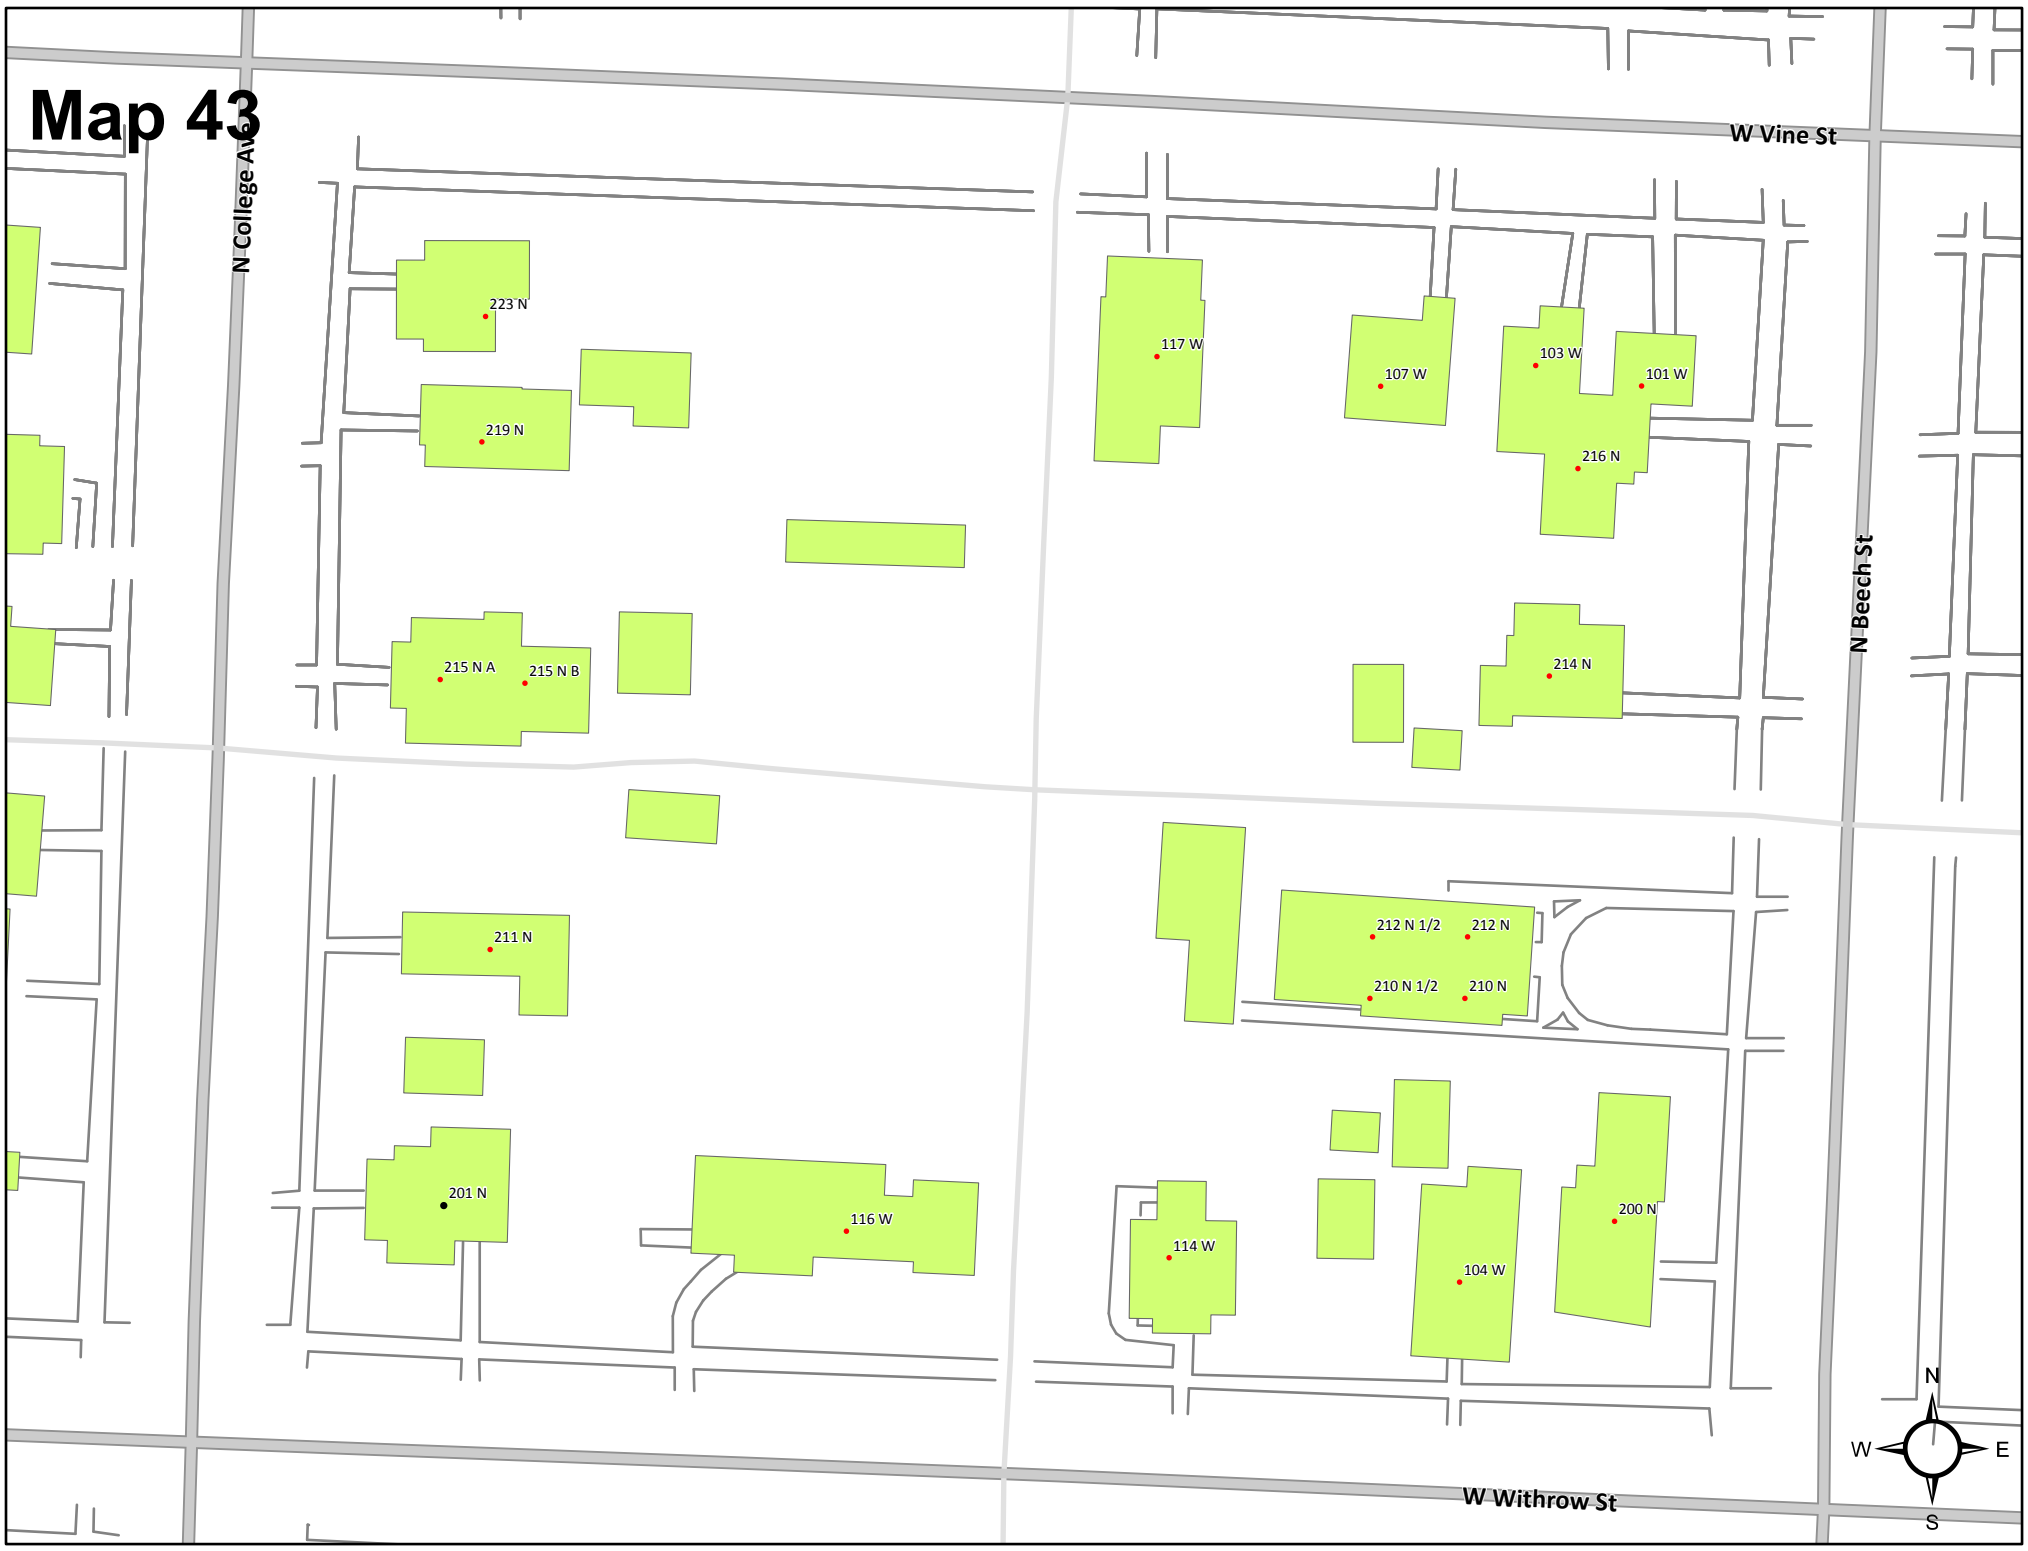 Map 43
W Vine St
N College Ave
223 N
117 W
103 W
107 W
101 W
219 N
216 N
N Beech St
215 N A
215 N B
214 N
212 N 1/2
212 N
211 N
210 N 1/2
210 N
201 N
116 W
200 N
114 W
104 W
N
W
E
S
W Withrow St